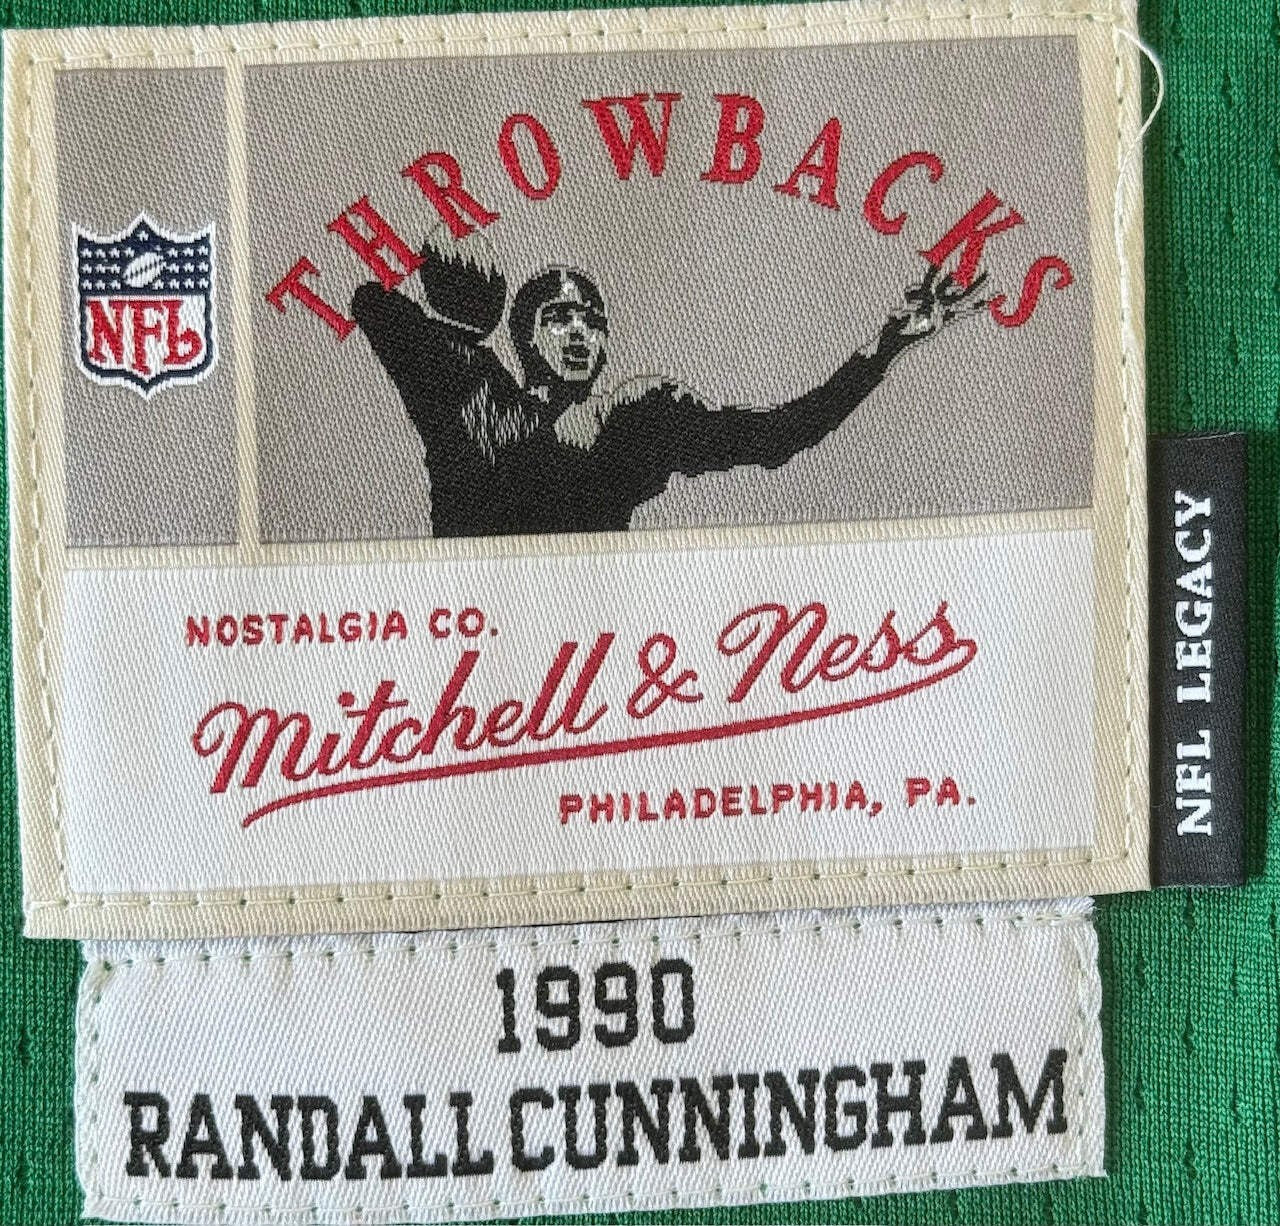 THROWBACKS
NFL
NOSTALGIA CO.
Mitchell & Ness
PHILADELPHIA, PA.
NFL LEGACY
1990
RANDALL CUNNINGHAM